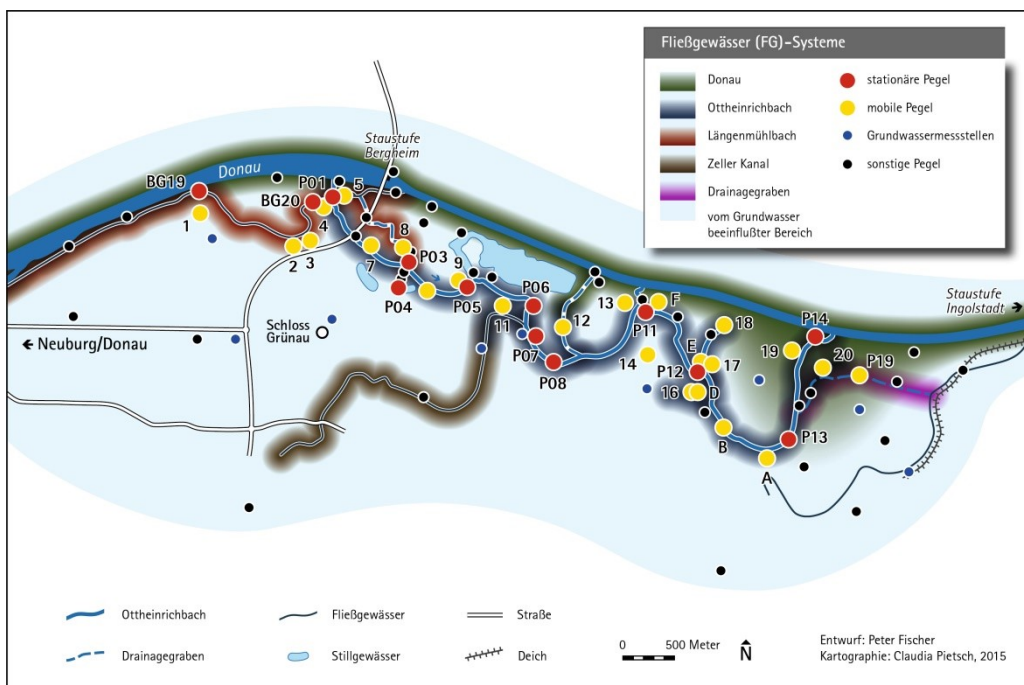 Fließgewässer (FG)-Systeme
Donau
stationäre Pegel
Ottheinrichbach
mobile Pegel
Längenmühlbach
Grundwassermessstellen
Zeller Kanal
sonstige Pegel
Drainagegraben
vom Grundwasser
beeinflußter Bereich
Staustufe
Bergheim
Donau
BG19
P01
5
BG20
4
1
2
3
7
8
P03
P04
9
P05
P06
11
P07
P08
12
13
F
P11
14
18
E
17
P12
16
D
B
A
P13
P14
19
20
P19
Staustufe
Ingolstadt
Schloss
Grünau
Neuburg/Donau
Ottheinrichbach
Fließgewässer
Straße
0 500 Meter
N
Drainagegraben
Stillgewässer
Deich
Entwurf: Peter Fischer
Kartographie: Claudia Pietsch, 2015